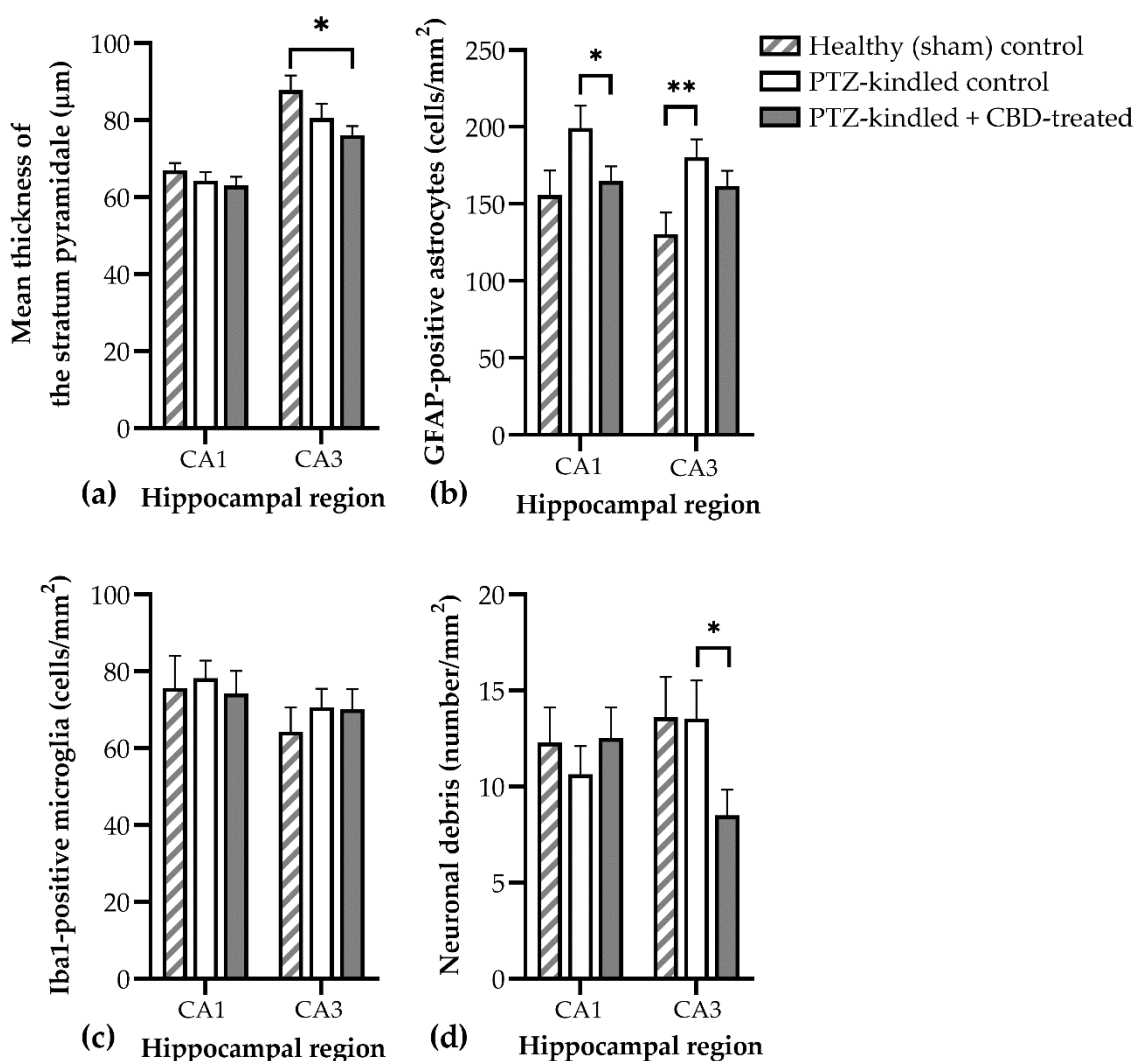 Healthy (sham) control
PTZ-kindled control
PTZ-kindled + CBD-treated
Mean thickness of
the stratum pyramidale (μm)
100
80
60
40
20
0
*
CA1 CA3
(a) Hippocampal region
GFAP-positive astrocytes (cells/mm²)
250
200
150
100
50
0
*
**
CA1 CA3
(b) Hippocampal region
Iba1-positive microglia (cells/mm²)
100
80
60
40
20
0
CA1 CA3
(c) Hippocampal region
Neuronal debris (number/mm²)
20
15
10
5
0
*
CA1 CA3
(d) Hippocampal region